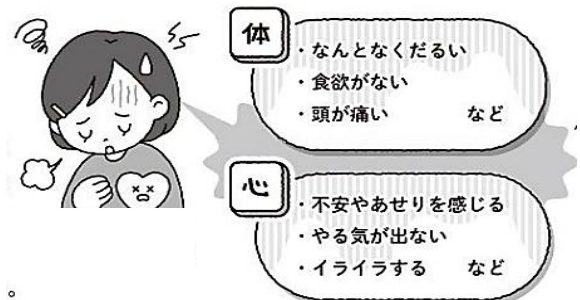 体
・なんとなくだるい
・食欲がない
・頭が痛い など
心
・不安やあせりを感じる
・やる気が出ない
・イライラする など
。